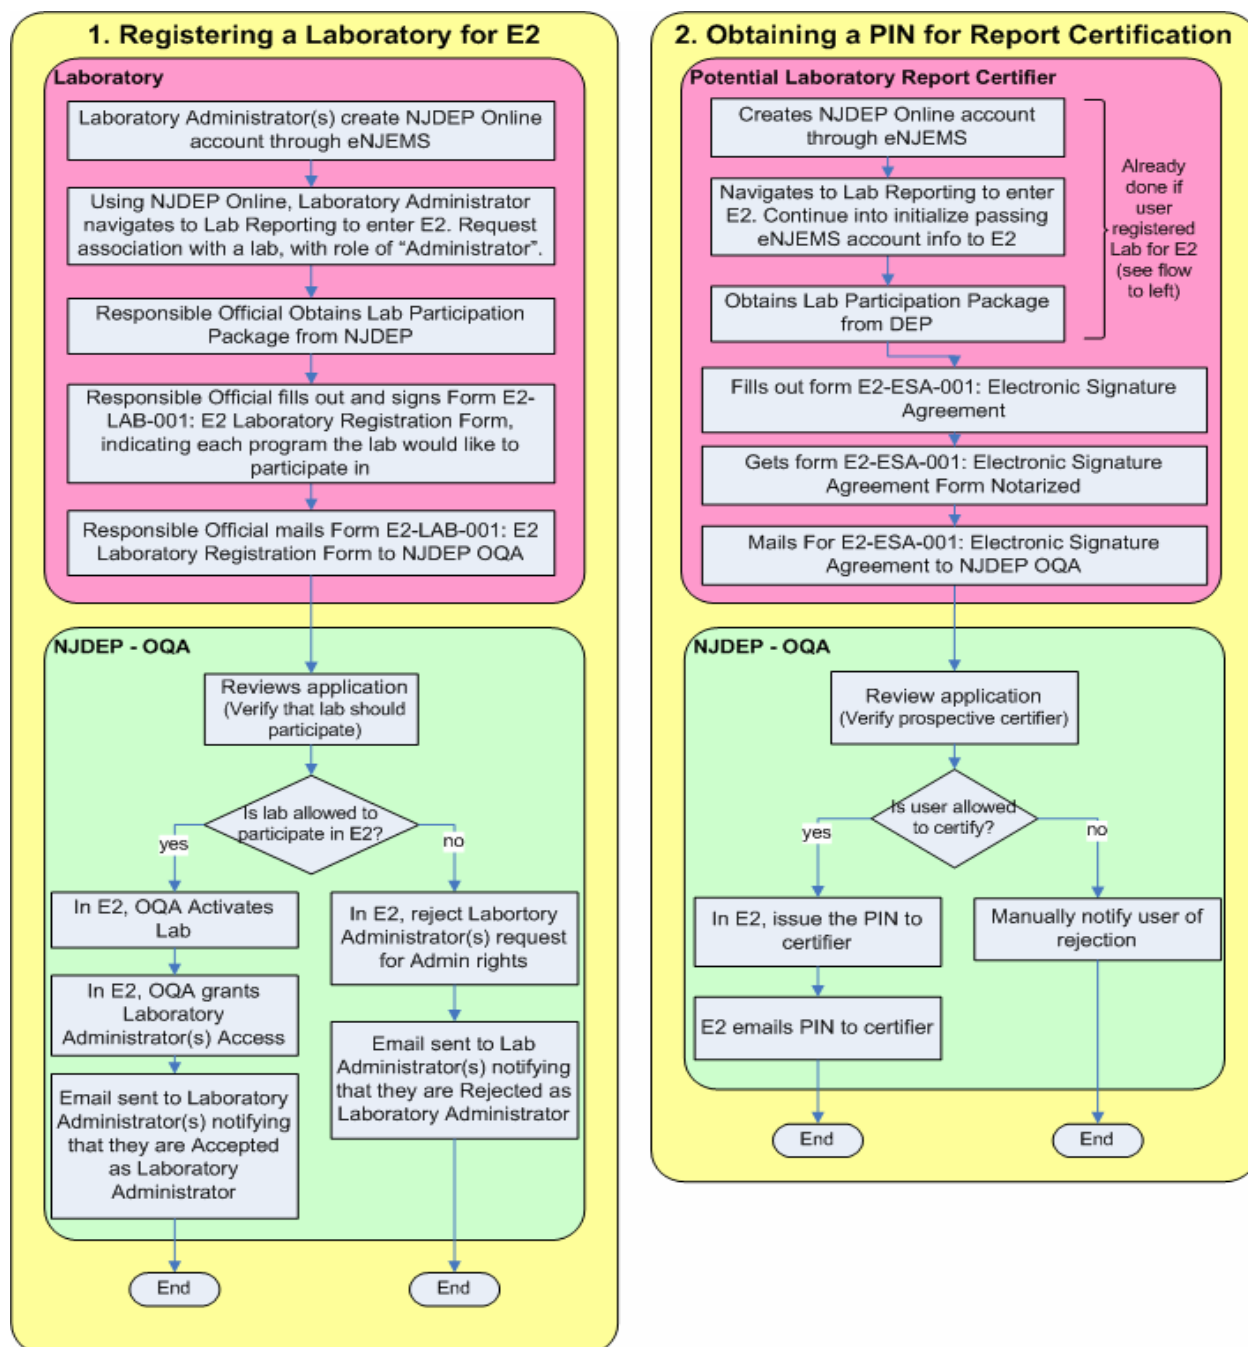 1. Registering a Laboratory for E2
Laboratory
Laboratory Administrator(s) create NJDEP Online
account through eNJEMS
Using NJDEP Online, Laboratory Administrator
navigates to Lab Reporting to enter E2. Request
association with a lab, with role of “Administrator”.
Responsible Official Obtains Lab Participation
Package from NJDEP
Responsible Official fills out and signs Form E2-
LAB-001: E2 Laboratory Registration Form,
indicating each program the lab would like to
participate in
Responsible Official mails Form E2-LAB-001: E2
Laboratory Registration Form to NJDEP OQA
NJDEP - OQA
Reviews application
(Verify that lab should
participate)
Is lab allowed to
participate in E2?
yes
no
In E2, OQA Activates
Lab
In E2, OQA grants
Laboratory
Administrator(s) Access
Email sent to Laboratory
Administrator(s) notifying
that they are Accepted
as Laboratory
Administrator
End
In E2, reject Labortory
Administrator(s) request
for Admin rights
Email sent to Lab
Administrator(s) notifying
that they are Rejected as
Laboratory Administrator
End
2. Obtaining a PIN for Report Certification
Potential Laboratory Report Certifier
Creates NJDEP Online account
through eNJEMS
Navigates to Lab Reporting to enter
E2. Continue into initialize passing
eNJEMS account info to E2
Obtains Lab Participation Package
from DEP
Already
done if
user
registered
Lab for E2
(see flow
to left)
Fills out form E2-ESA-001: Electronic Signature
Agreement
Gets form E2-ESA-001: Electronic Signature
Agreement Form Notarized
Mails For E2-ESA-001: Electronic Signature
Agreement to NJDEP OQA
NJDEP - OQA
Review application
(Verify prospective certifier)
Is user allowed
to certify?
yes
no
In E2, issue the PIN to
certifier
E2 emails PIN to certifier
End
Manually notify user of
rejection
End